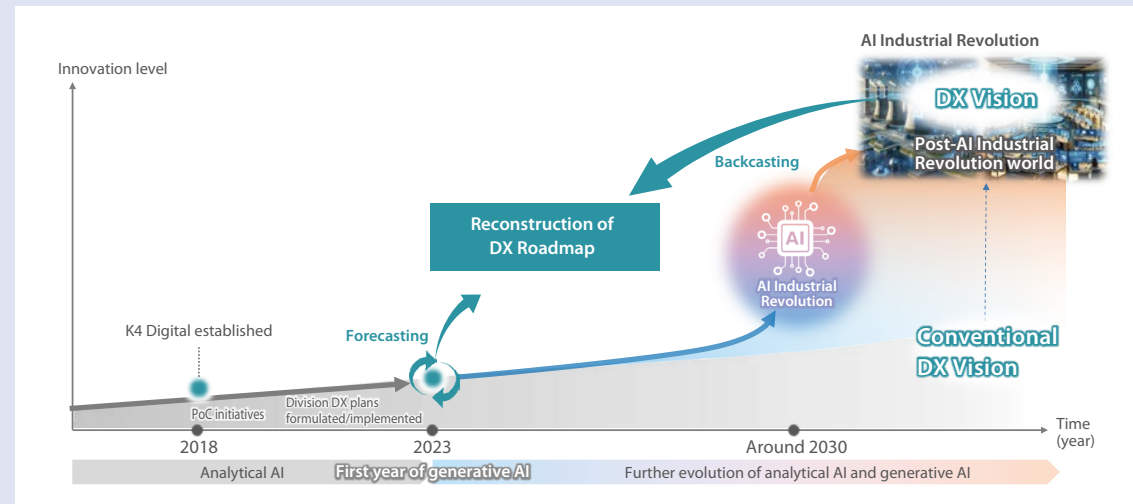 AI Industrial Revolution
Innovation level
DX Vision
Post-AI Industrial
Revolution world
Backcasting
Reconstruction of
DX Roadmap
AI
AI Industrial
Revolution
K4 Digital established
Forecasting
Conventional
DX Vision
Division DX plans
formulated/implemented
PoC initiatives
Time
(year)
2018
2023
Around 2030
Analytical AI
First year of generative AI
Further evolution of analytical AI and generative AI